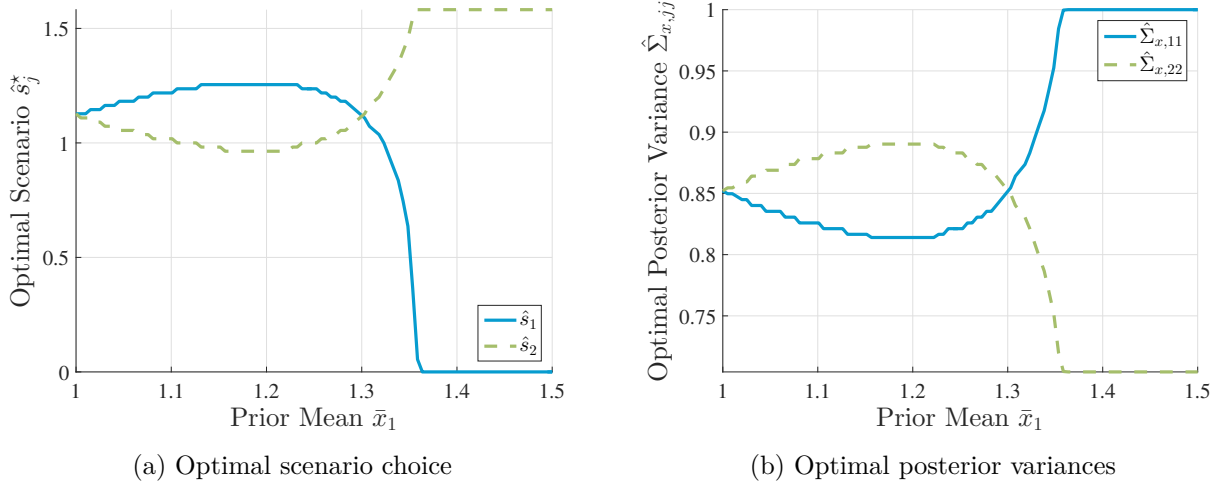 Optimal Scenario ŝ⋆j
1.5
1
0.5
0
1
1.1
1.2
1.3
1.4
1.5
Prior Mean x̄1
ŝ1
ŝ2
(a) Optimal scenario choice
Optimal Posterior Variance Σ̂x,jj
1
0.95
0.9
0.85
0.8
0.75
1
1.1
1.2
1.3
1.4
1.5
Prior Mean x̄1
Σ̂x,11
Σ̂x,22
(b) Optimal posterior variances